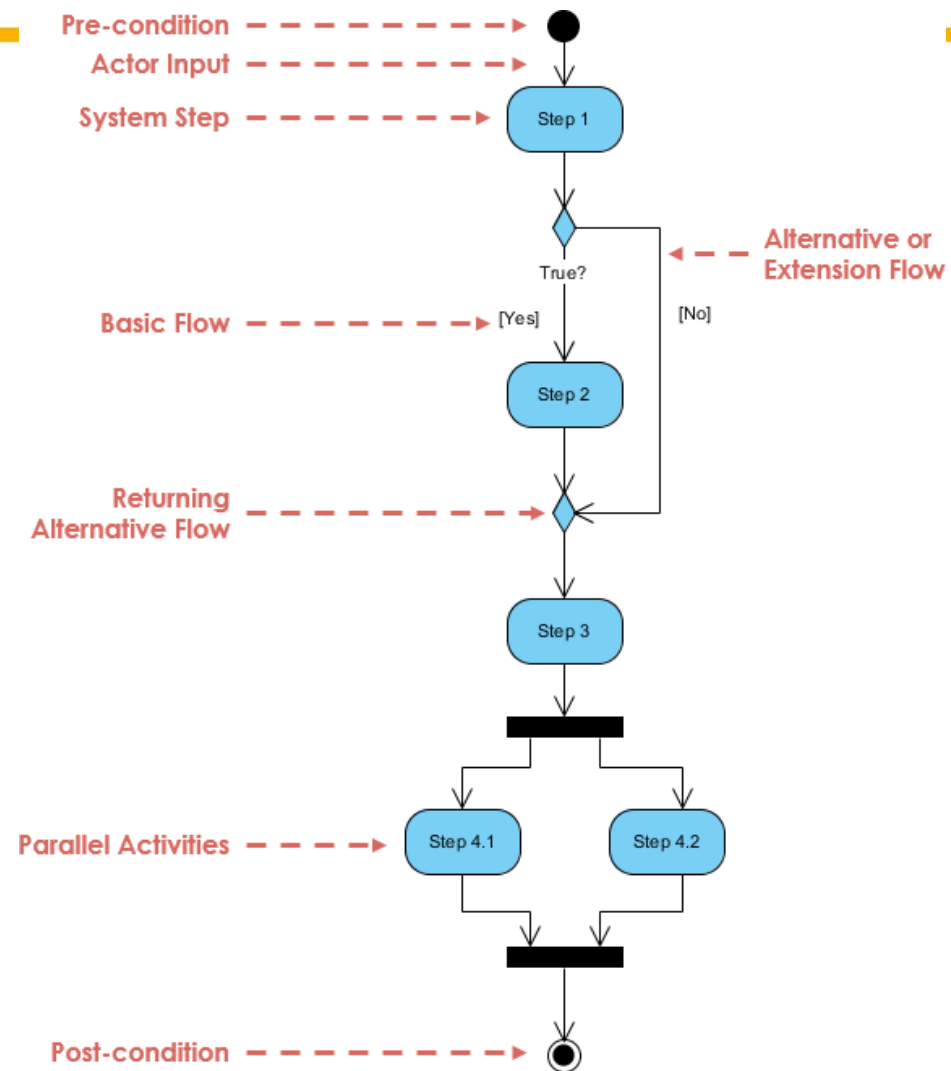 Pre-condition
Actor Input
System Step
Step 1
Alternative or
Extension Flow
True?
Basic Flow
[Yes]
[No]
Step 2
Returning
Alternative Flow
Step 3
Parallel Activities
Step 4.1
Step 4.2
Post-condition